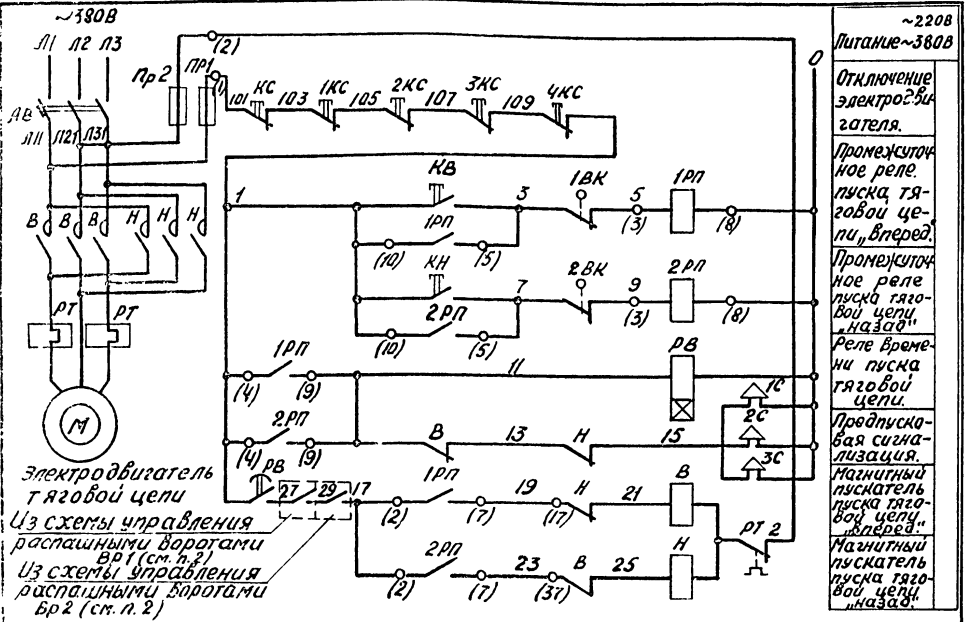 ~380В
Л1 Л2 Л3
(2)
Пр2
ПР1
(1)
АВ
Л11 Л21 Л31
101 КС 103 1КС 105 2КС 107 3КС 109 4КС
0
1
КВ
3
1ВК
5
(3)
1РП
(8)
1РП
(10) (5)
КН
7
2ВК
9
(3)
2РП
(8)
2РП
(10) (5)
В В В Н Н Н
РТ РТ
М
Электродвигатель
тяговой цепи
1РП
(4) (9)
11
РВ
2РП
(4) (9)
В
13
Н
15
1С
2С
3С
РВ
27 29 17
(2)
1РП
(7)
19
(17)
Н
21
В
(2)
2РП
(7)
23
(37)
В
25
Н
РТ 2
Из схемы управления
распашными воротами
Вр1 (см.п.2)
Из схемы управления
распашными воротами
Вр2 (см. п. 2)
~220В
Питание~380В
Отключение
электродви-
гателя.
Промежуточ
ное реле.
пуска тя-
говой це-
пи „вперед."
Промежуточ
ное реле
пуска тяго-
вой цепи
„назад"
Реле време-
ни пуска
тяговой
цепи.
Предпуско-
вая сигна-
лизация.
Магнитный
пускатель
пуска тяго-
вой цепи
„вперед."
Магнитный
пускатель
пуска тяго-
вой цепи
„назад."